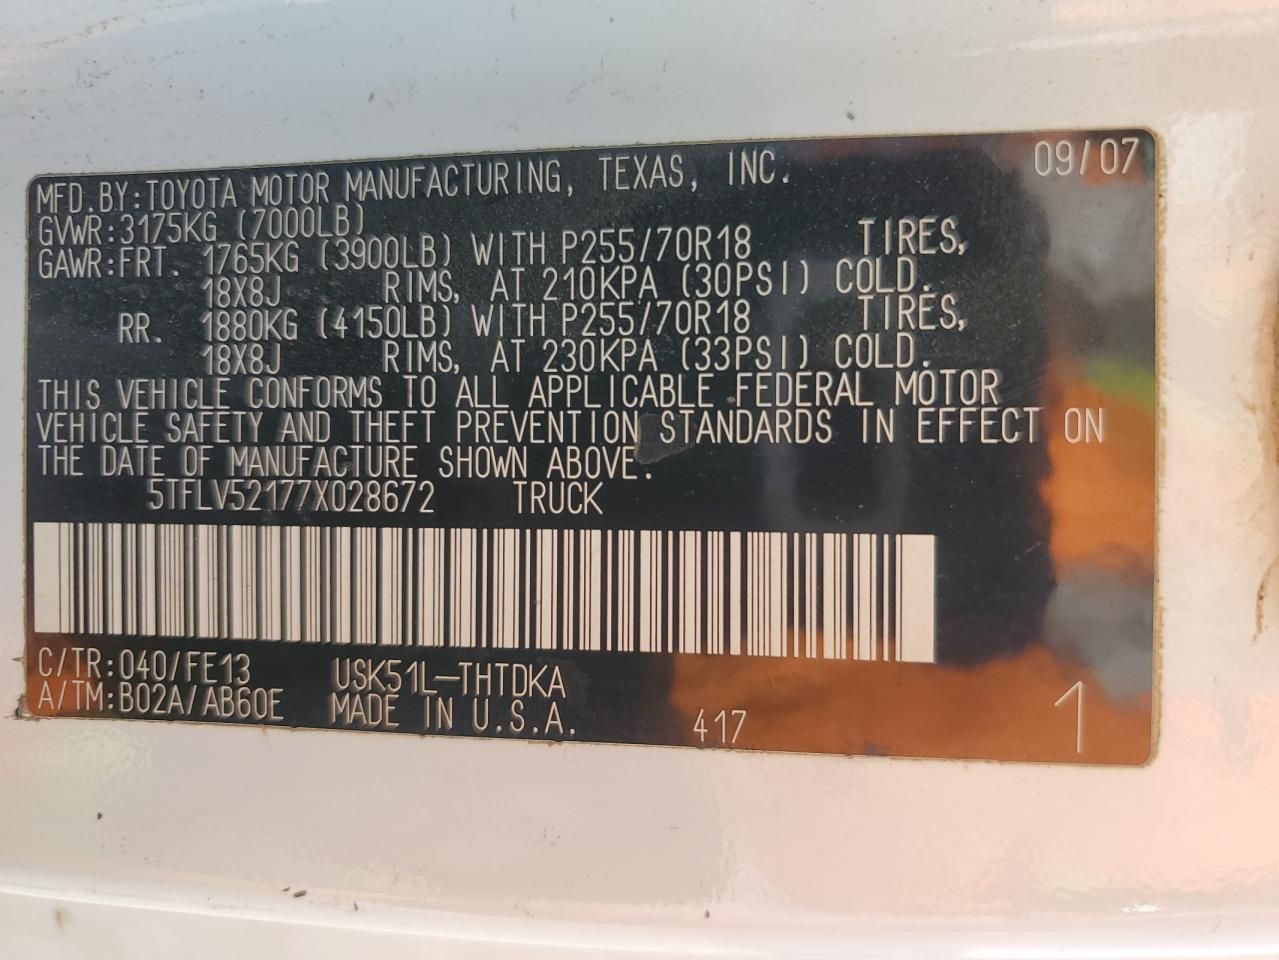 MFD.BY:TOYOTA MOTOR MANUFACTURING, TEXAS, INC. 09/07
GVWR:3175KG (7000LB)
GAWR:FRT. 1765KG (3900LB) WITH P255/70R18 TIRES,
18X8J RIMS, AT 210KPA (30PSI) COLD.
RR. 1880KG (4150LB) WITH P255/70R18 TIRES,
18X8J RIMS, AT 230KPA (33PSI) COLD.
THIS VEHICLE CONFORMS TO ALL APPLICABLE FEDERAL MOTOR
VEHICLE SAFETY AND THEFT PREVENTION STANDARDS IN EFFECT ON
THE DATE OF MANUFACTURE SHOWN ABOVE.
5TFLV52177X028672 TRUCK
C/TR:040/FE13 USK51L-THTDKA
A/TM:B02A/AB60E MADE IN U.S.A. 417 1